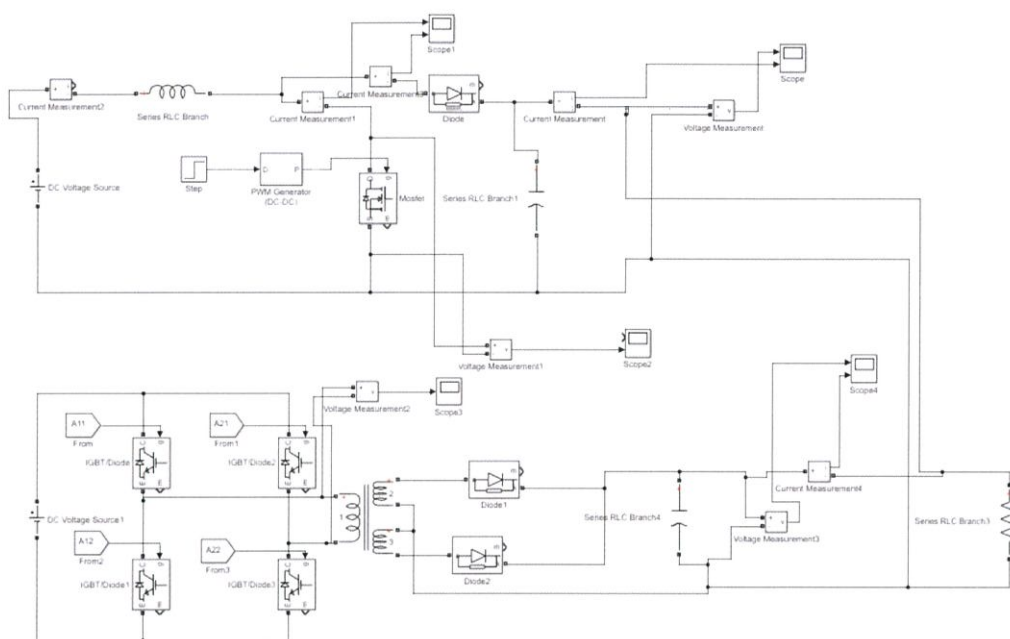 Scope1
Scope
Current Measurement2
Series RLC Branch
Current Measurement1
Current Measurement
Diode
Current Measurement
Voltage Measurement
DC Voltage Source
Step
D
P
PWM Generator
(DC-DC)
Mosfet
Series RLC Branch1
Voltage Measurement1
Scope2
Voltage Measurement2
Scope3
Scope4
A11
From
IGBT/Diode
A21
From1
IGBT/Diode2
1
2
3
Diode1
Series RLC Branch4
Current Measurement4
Voltage Measurement3
Series RLC Branch3
DC Voltage Source1
A12
From2
IGBT/Diode1
A22
From3
IGBT/Diode3
Diode2